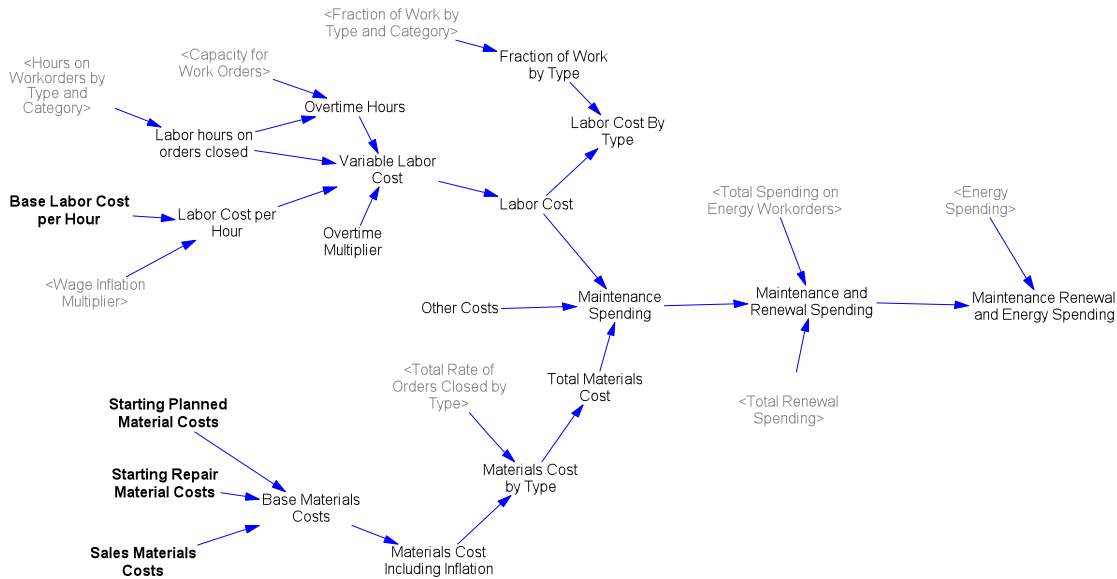 <Fraction of Work by
Type and Category>
<Hours on
Workorders by
Type and
Category>
<Capacity for
Work Orders>
Fraction of Work
by Type
Overtime Hours
Labor hours on
orders closed
Labor Cost By
Type
Variable Labor
Cost
Base Labor Cost
per Hour
Labor Cost per
Hour
Overtime
Multiplier
Labor Cost
<Total Spending on
Energy Workorders>
<Energy
Spending>
<Wage Inflation
Multiplier>
Other Costs
Maintenance
Spending
Maintenance and
Renewal Spending
Maintenance Renewal
and Energy Spending
<Total Rate of
Orders Closed by
Type>
Total Materials
Cost
<Total Renewal
Spending>
Starting Planned
Material Costs
Starting Repair
Material Costs
Materials Cost
by Type
Base Materials
Costs
Sales Materials
Costs
Materials Cost
Including Inflation